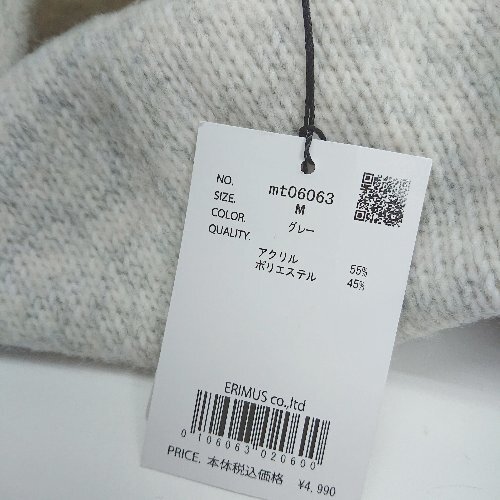 NO. mt06063
SIZE. M
COLOR. グレー
QUALITY.
アクリル 55%
ポリエステル 45%
ERIMUS co.,ltd
0106063020600
PRICE. 本体税込価格 ¥4,990